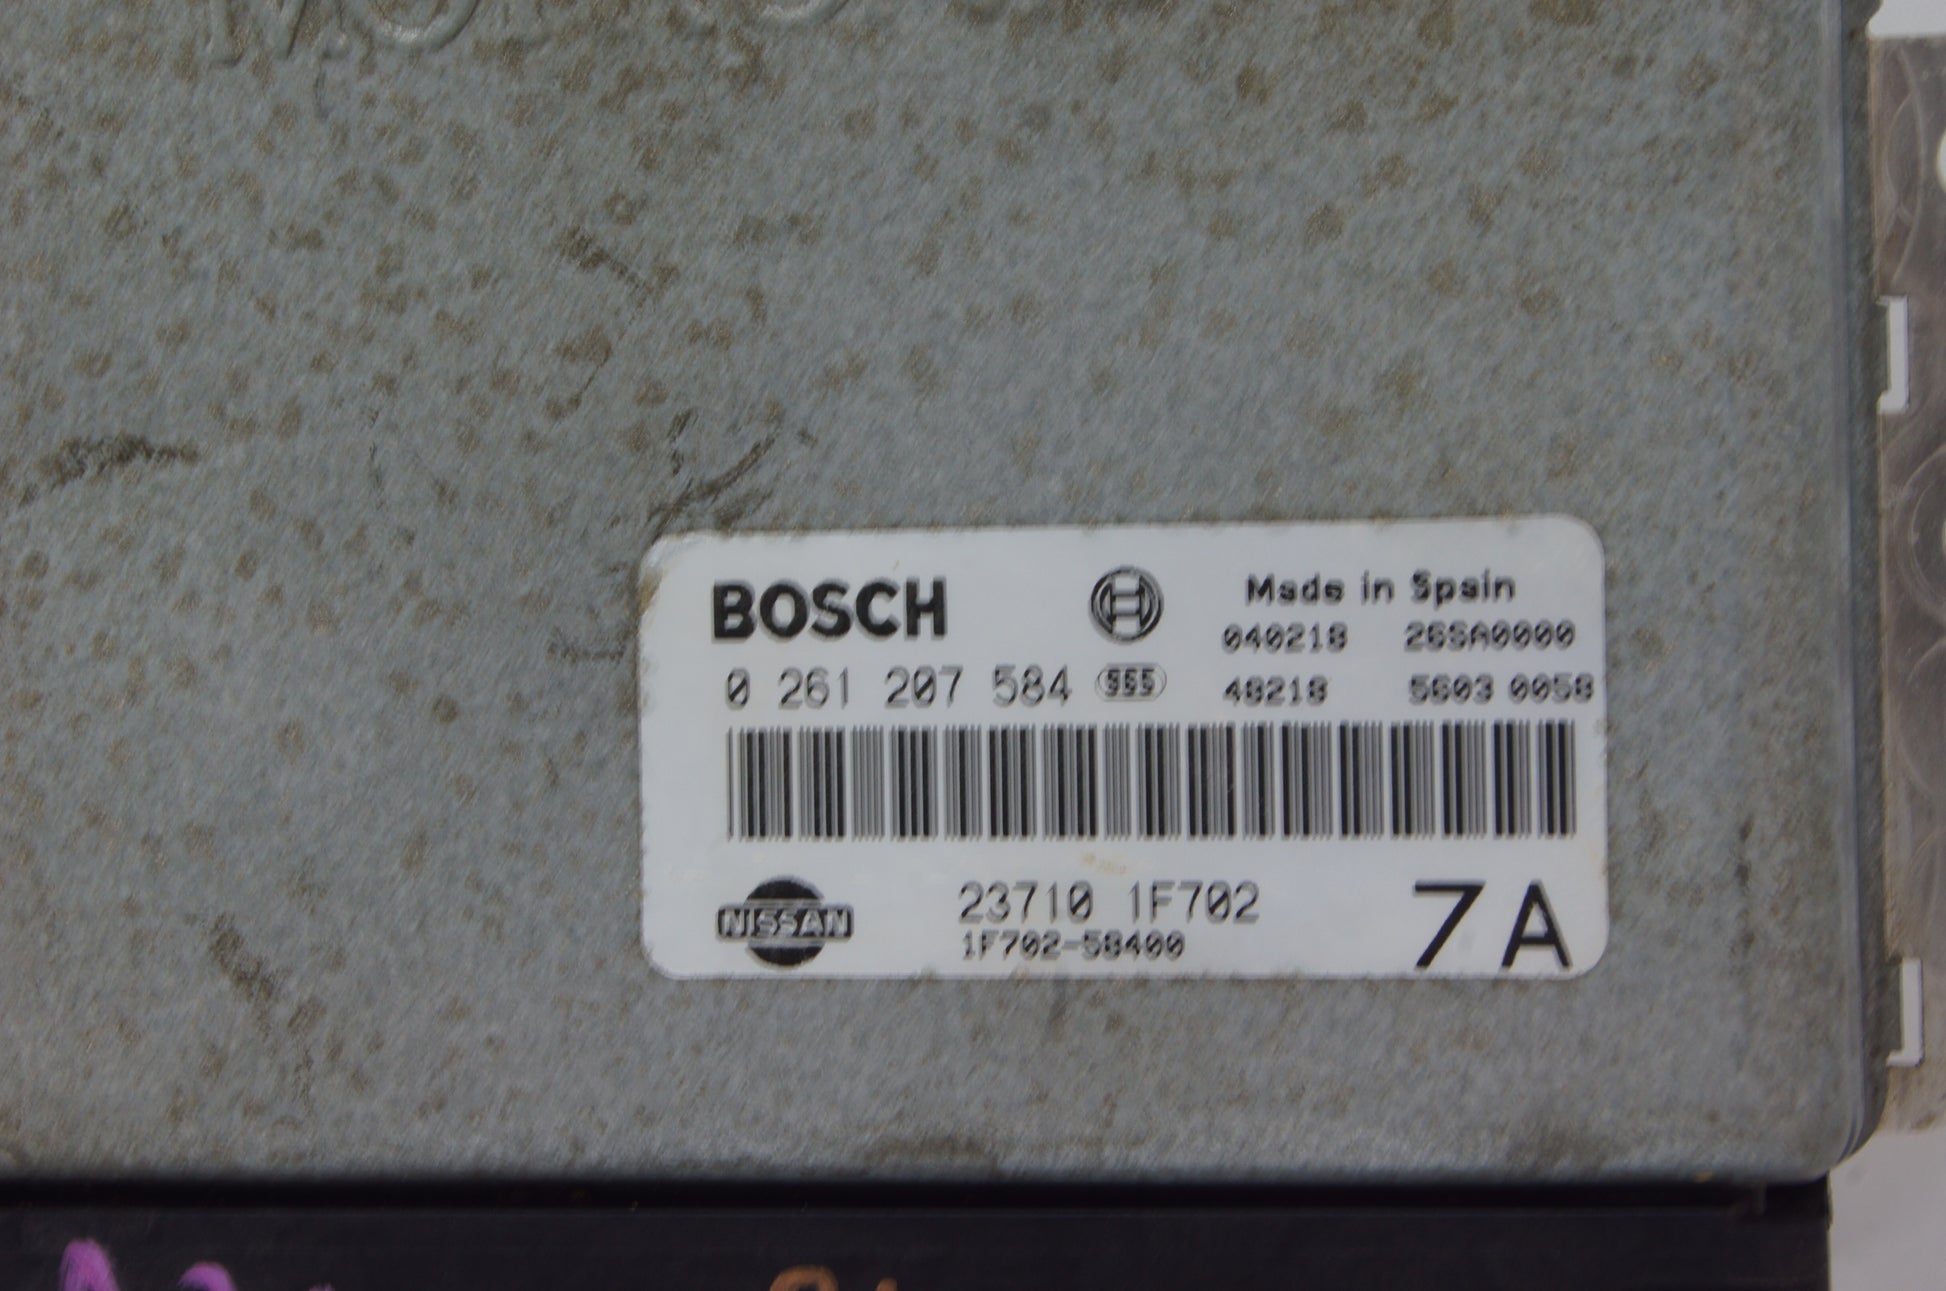 BOSCH Made in Spain
040218 26SA0000
0 261 207 584 SSS 48218 5603 0058
NISSAN 23710 1F702 7A
1F702-58400